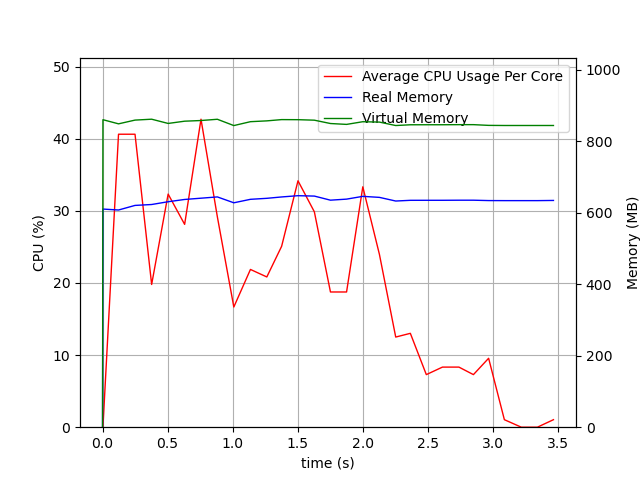 50
40
30
20
10
0
CPU (%)
Average CPU Usage Per Core
Real Memory
Virtual Memory
1000
800
600
400
200
0
Memory (MB)
0.0 0.5 1.0 1.5 2.0 2.5 3.0 3.5
time (s)